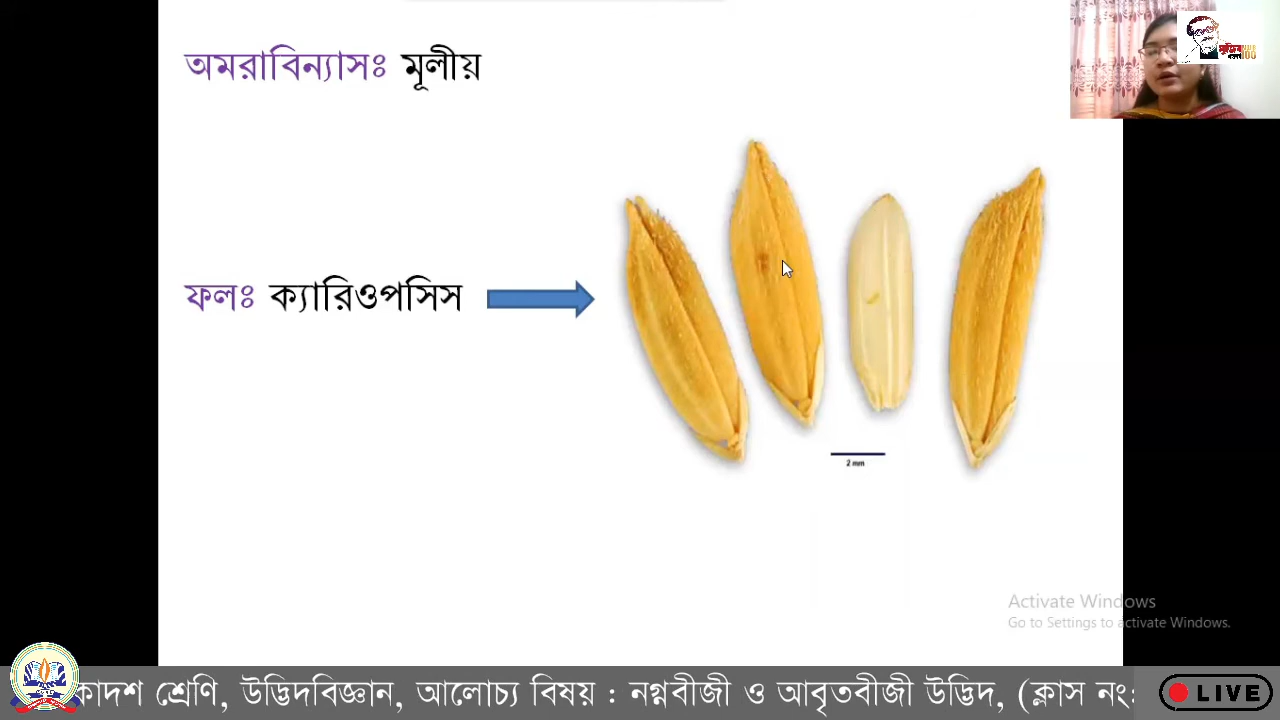 অমরাবিন্যাসঃ মূলীয়
ফলঃ ক্যারিওপসিস
2 mm
Activate Windows
Go to Settings to activate Windows.
কাদশ শ্রেণি, উদ্ভিদবিজ্ঞান, আলোচ্য বিষয় : নগ্নবীজী ও আবৃতবীজী উদ্ভিদ, (ক্লাস নং:
LIVE